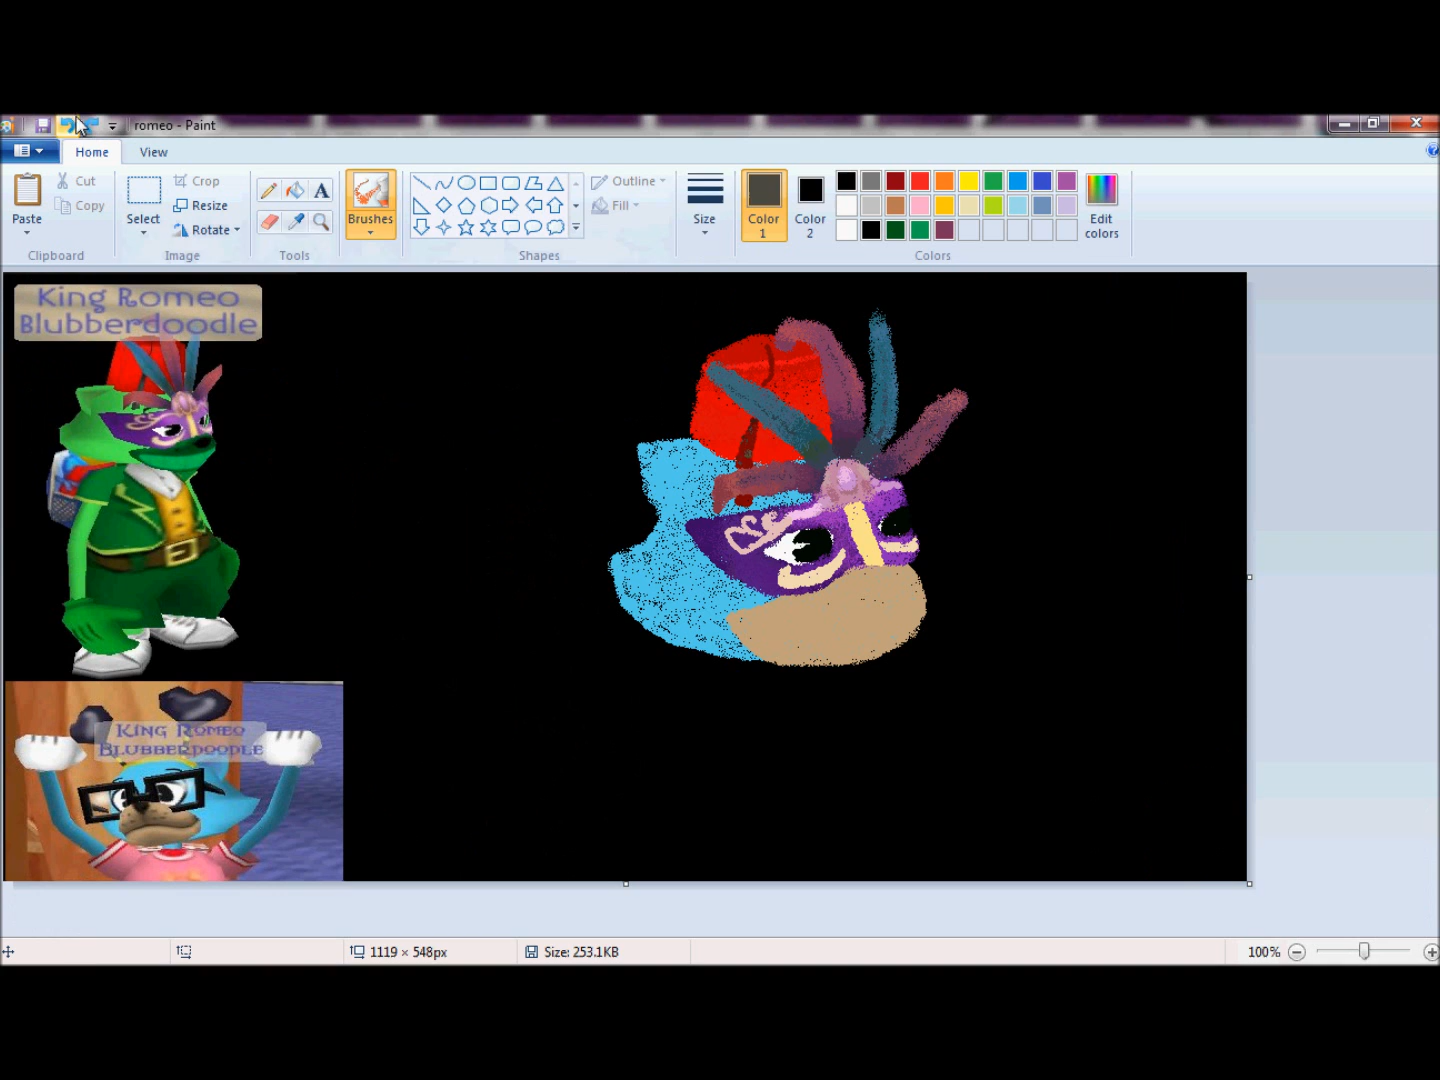 romeo - Paint
Home
View
Paste
Cut
Copy
Clipboard
Select
Crop
Resize
Rotate
Image
A
Tools
Brushes
Shapes
Outline
Fill
Size
Color
1
Color
2
Edit
colors
Colors
King Romeo
Blubberdoodle
King Romeo
Blubberdoodle
1119 × 548px
Size: 253.1KB
100%